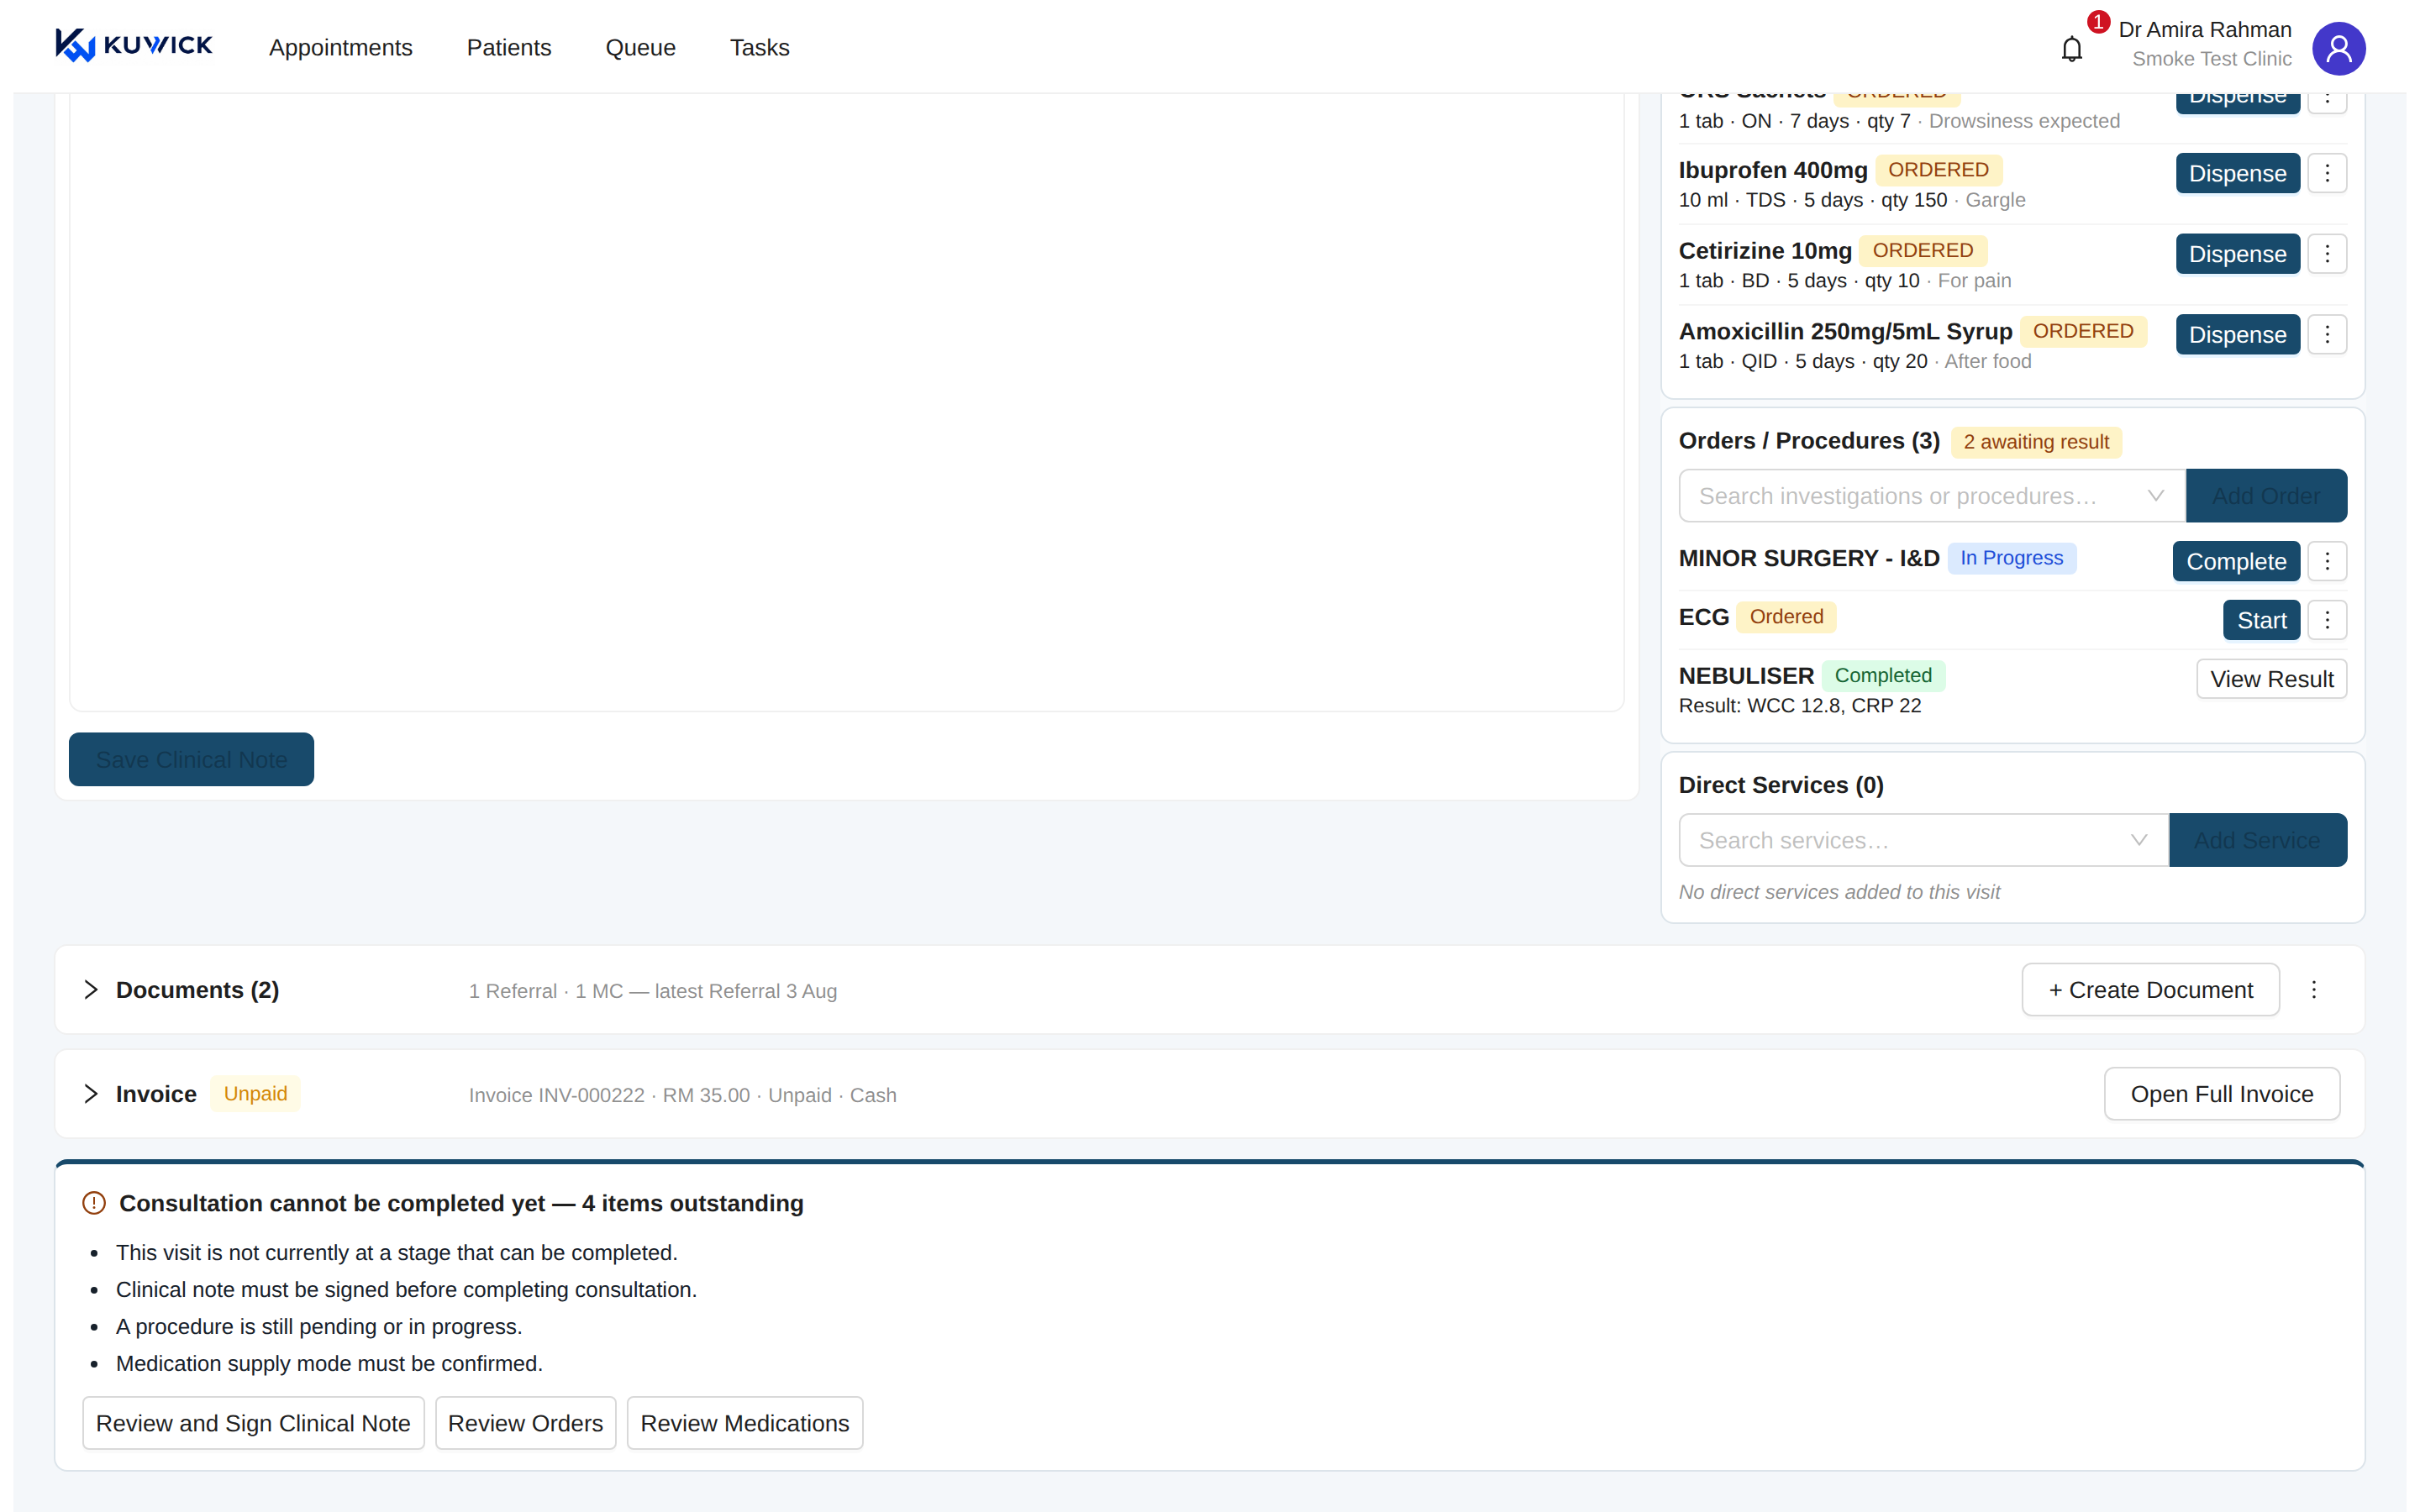 KUWICK
Appointments
Patients
Queue
Tasks
1
Dr Amira Rahman
Smoke Test Clinic
ORS Sachets ORDERED
Dispense
1 tab · ON · 7 days · qty 7 · Drowsiness expected
Ibuprofen 400mg ORDERED
Dispense
10 ml · TDS · 5 days · qty 150 · Gargle
Cetirizine 10mg ORDERED
Dispense
1 tab · BD · 5 days · qty 10 · For pain
Amoxicillin 250mg/5mL Syrup ORDERED
Dispense
1 tab · QID · 5 days · qty 20 · After food
Orders / Procedures (3) 2 awaiting result
Search investigations or procedures…
Add Order
MINOR SURGERY - I&D In Progress
Complete
ECG Ordered
Start
NEBULISER Completed
View Result
Result: WCC 12.8, CRP 22
Save Clinical Note
Direct Services (0)
Search services…
Add Service
No direct services added to this visit
Documents (2)
1 Referral · 1 MC — latest Referral 3 Aug
+ Create Document
Invoice Unpaid
Invoice INV-000222 · RM 35.00 · Unpaid · Cash
Open Full Invoice
Consultation cannot be completed yet — 4 items outstanding
• This visit is not currently at a stage that can be completed.
• Clinical note must be signed before completing consultation.
• A procedure is still pending or in progress.
• Medication supply mode must be confirmed.
Review and Sign Clinical Note
Review Orders
Review Medications